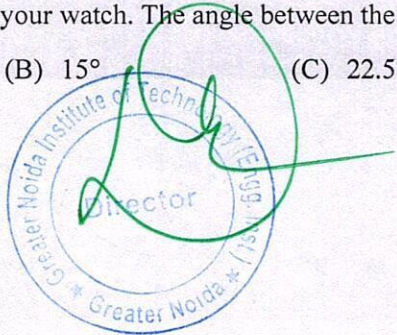 your watch. The angle between the
(B) 15° (C) 22.5
Greater Noida Institute of Technology (Engg. Inst)
Director
Greater Noida